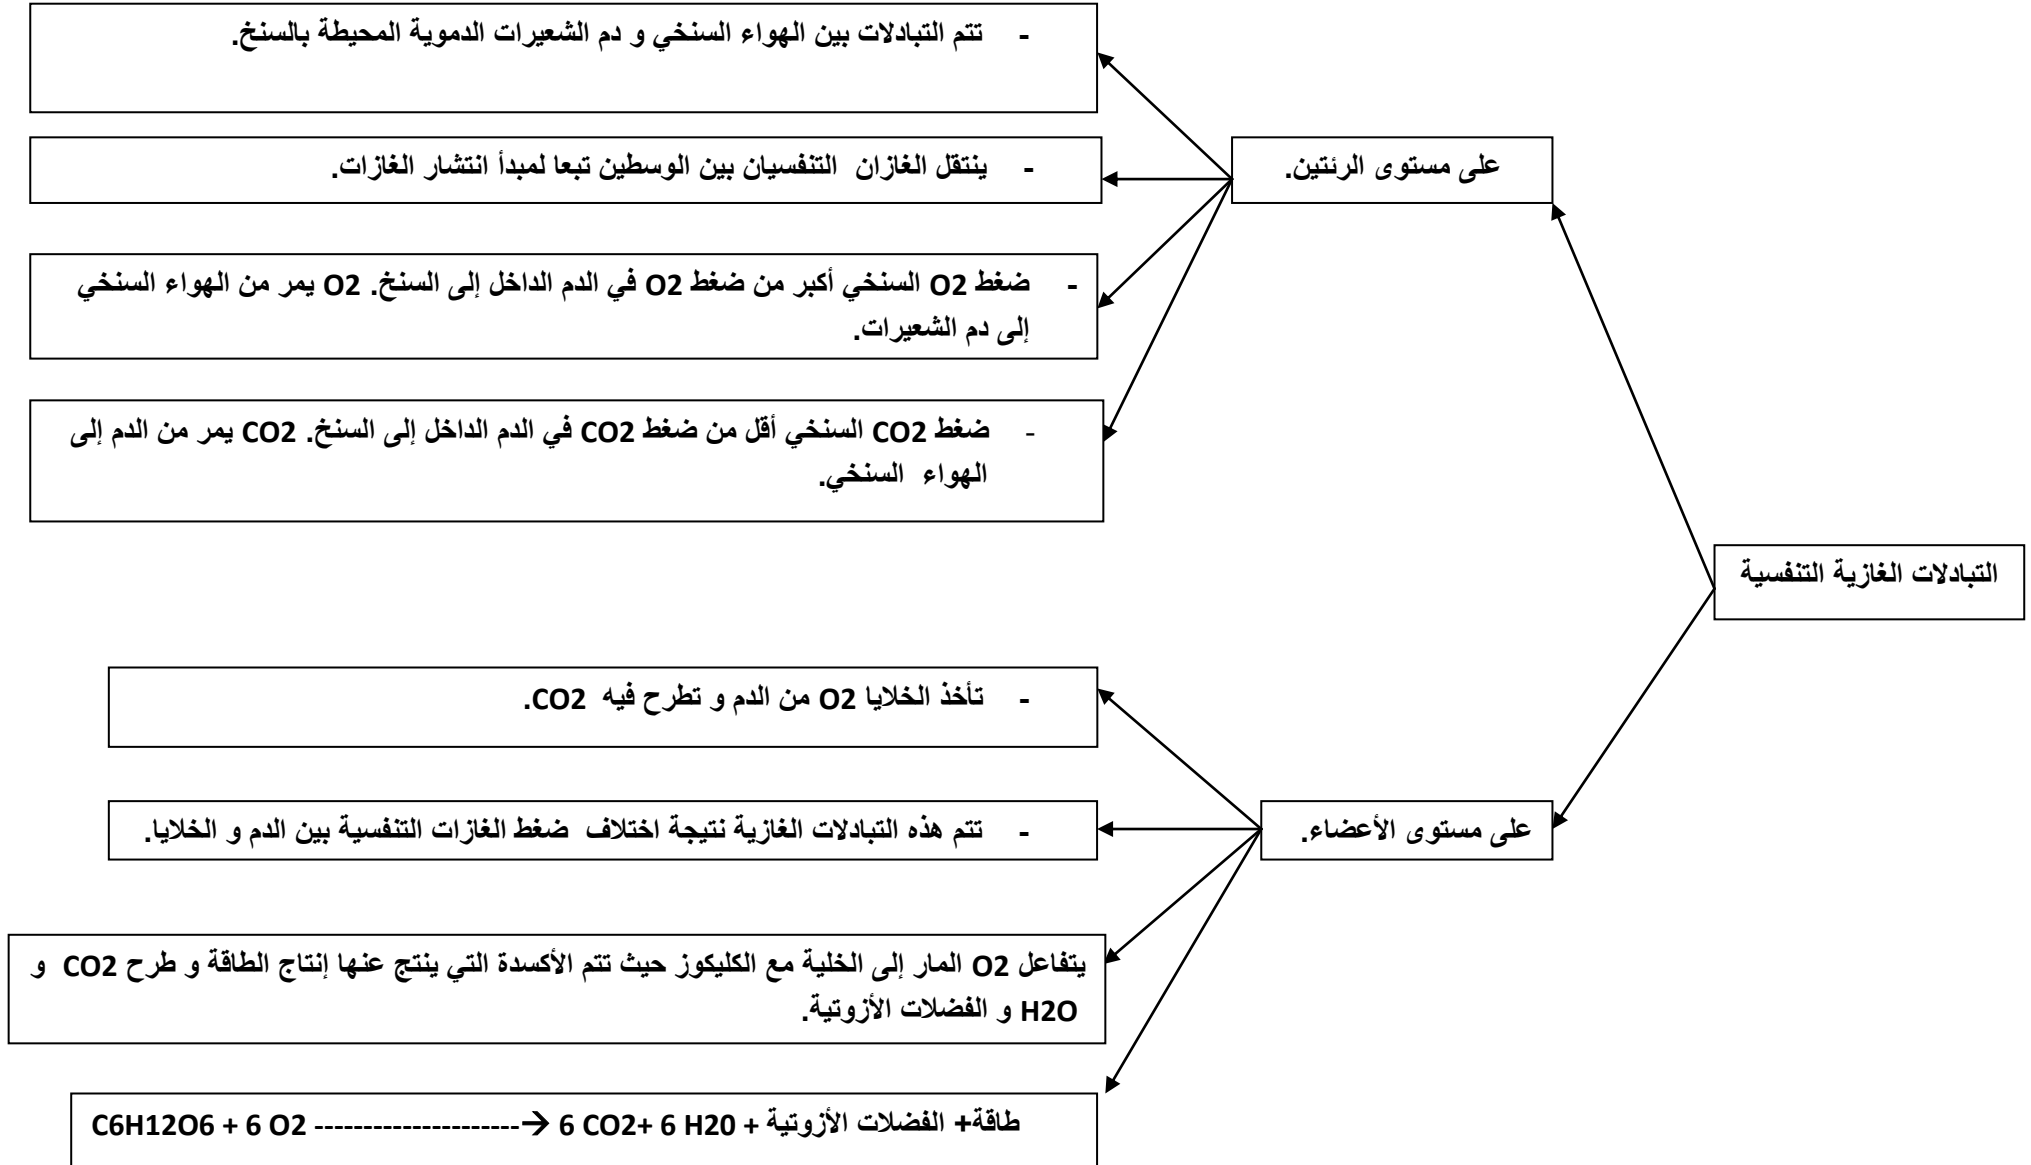 التبادلات الغازية التنفسية
على مستوى الرئتين.
- تتم التبادلات بين الهواء السنخي و دم الشعيرات الدموية المحيطة بالسنخ.
- ينتقل الغازان التنفسيان بين الوسطين تبعا لمبدأ انتشار الغازات.
- ضغط O2 السنخي أكبر من ضغط O2 في الدم الداخل إلى السنخ. O2 يمر من الهواء السنخي
إلى دم الشعيرات.
- ضغط CO2 السنخي أقل من ضغط CO2 في الدم الداخل إلى السنخ. CO2 يمر من الدم إلى
الهواء السنخي.
على مستوى الأعضاء.
- تأخذ الخلايا O2 من الدم و تطرح فيه CO2.
- تتم هذه التبادلات الغازية نتيجة اختلاف ضغط الغازات التنفسية بين الدم و الخلايا.
يتفاعل O2 المار إلى الخلية مع الكليكوز حيث تتم الأكسدة التي ينتج عنها إنتاج الطاقة و طرح CO2 و
H2O و الفضلات الأزوتية.
C6H12O6 + 6 O2 ---------------------→ 6 CO2+ 6 H20 + طاقة+ الفضلات الأزوتية